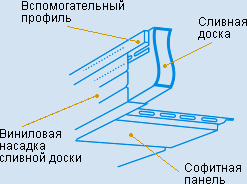 Вспомогательный
профиль
Сливная
доска
Виниловая
насадка
сливной доски
Софитная
панель